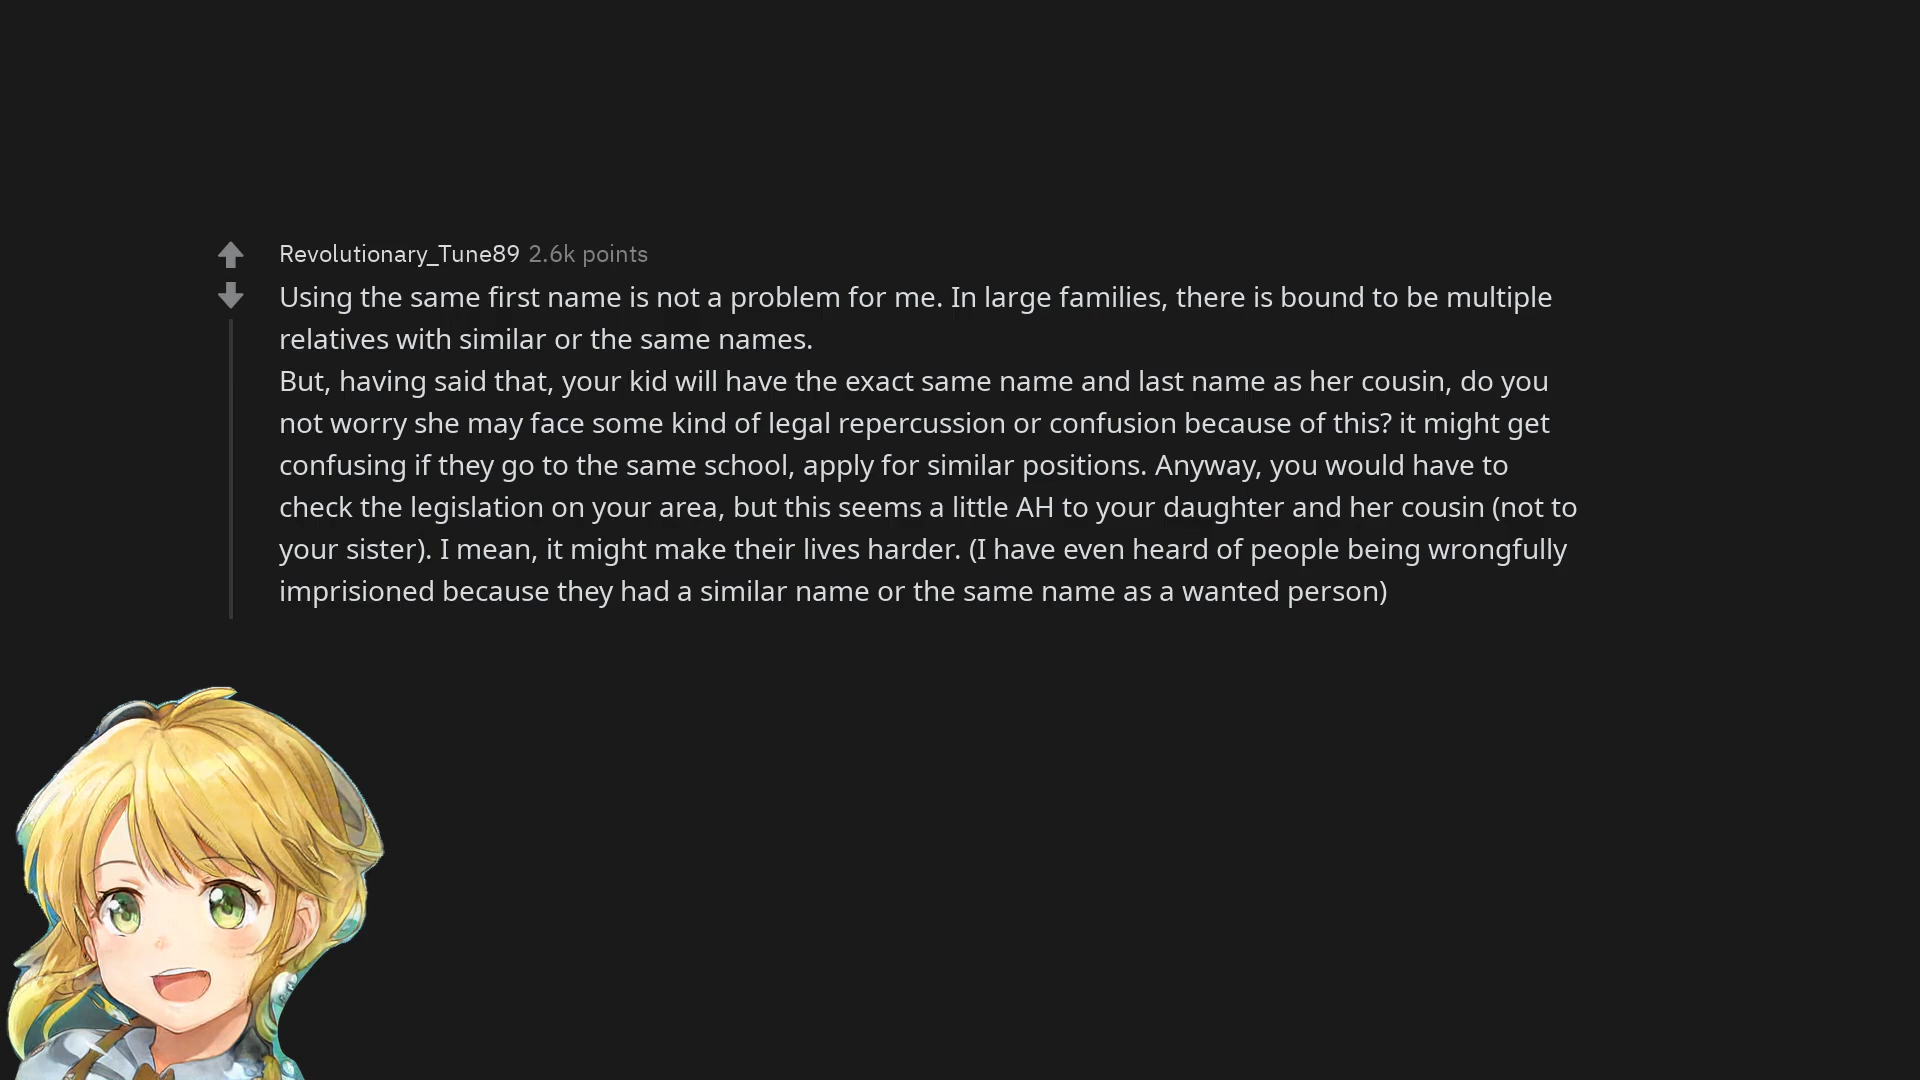 Revolutionary_Tune89 2.6k points
Using the same first name is not a problem for me. In large families, there is bound to be multiple
relatives with similar or the same names.
But, having said that, your kid will have the exact same name and last name as her cousin, do you
not worry she may face some kind of legal repercussion or confusion because of this? it might get
confusing if they go to the same school, apply for similar positions. Anyway, you would have to
check the legislation on your area, but this seems a little AH to your daughter and her cousin (not to
your sister). I mean, it might make their lives harder. (I have even heard of people being wrongfully
imprisioned because they had a similar name or the same name as a wanted person)